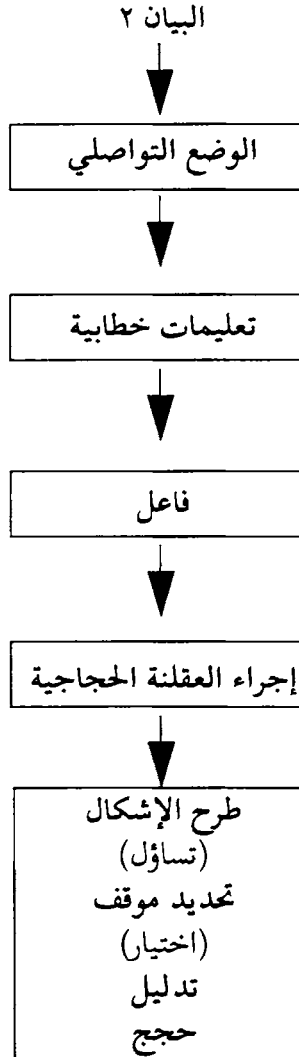 البيان ٢
الوضع التواصلي
تعليمات خطابية
فاعل
إجراء العقلنة الحجاجية
طرح الإشكال
(تساؤل)
تحديد موقف
(اختيار)
تدليل
حجج